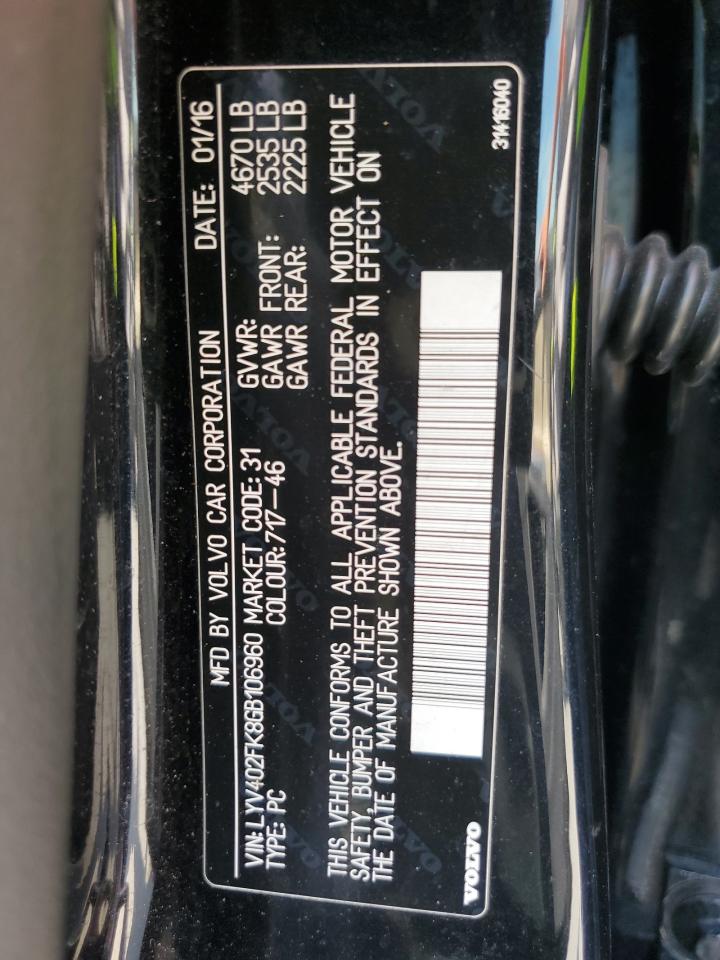 MFD BY VOLVO CAR CORPORATION DATE: 01/16
VIN: LYV402FK8GB106960 MARKET CODE: 31 GVWR: 4670 LB
TYPE: PC COLOUR: 717-46 GAWR FRONT: 2535 LB
GAWR REAR: 2225 LB
THIS VEHICLE CONFORMS TO ALL APPLICABLE FEDERAL MOTOR VEHICLE
SAFETY, BUMPER AND THEFT PREVENTION STANDARDS IN EFFECT ON
THE DATE OF MANUFACTURE SHOWN ABOVE.
VOLVO 31416040